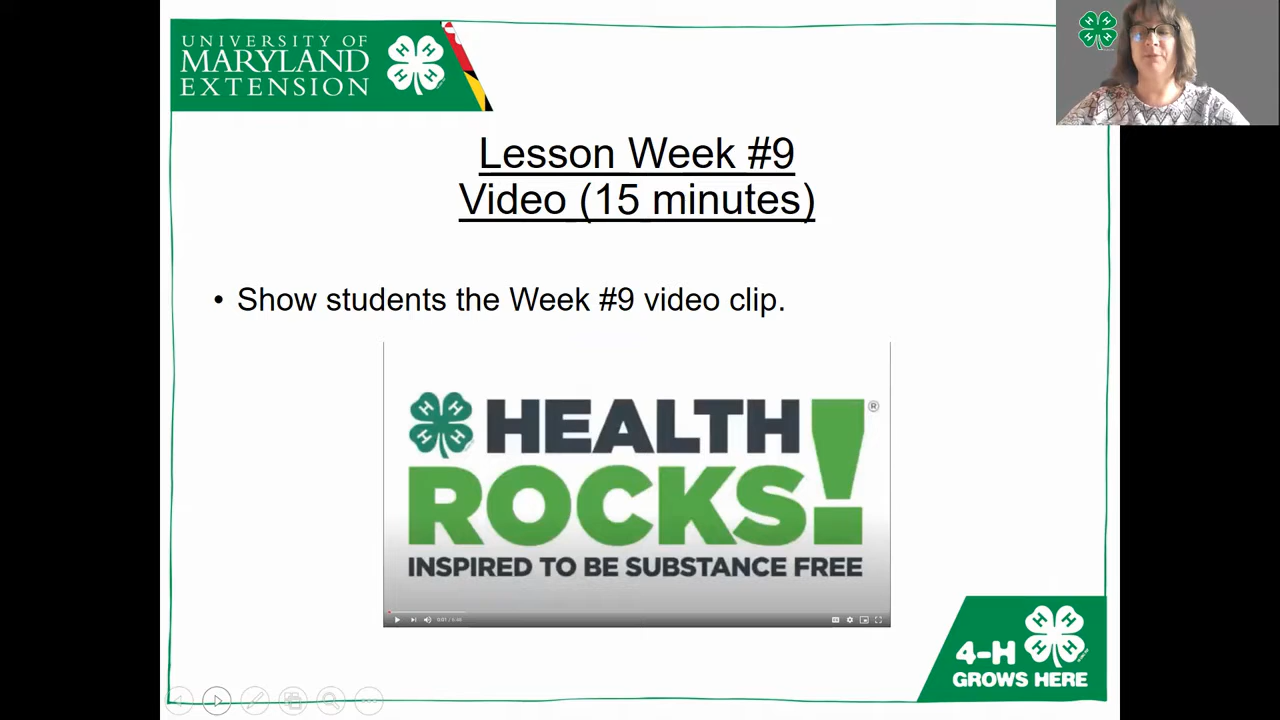 UNIVERSITY OF
MARYLAND
EXTENSION
Lesson Week #9
Video (15 minutes)
• Show students the Week #9 video clip.
HEALTH
ROCKS!®
INSPIRED TO BE SUBSTANCE FREE
4-H
GROWS HERE